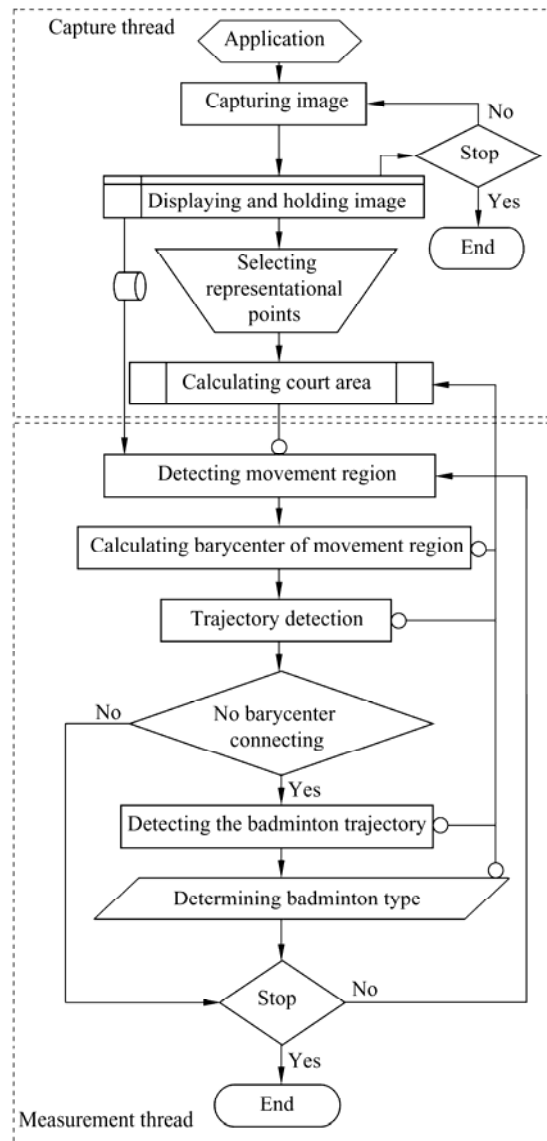 Capture thread
Application
Capturing image
No
Stop
Displaying and holding image
Yes
End
Selecting
representational
points
Calculating court area
Detecting movement region
Calculating barycenter of movement region
Trajectory detection
No
No barycenter
connecting
Yes
Detecting the badminton trajectory
Determining badminton type
Stop
No
Yes
End
Measurement thread